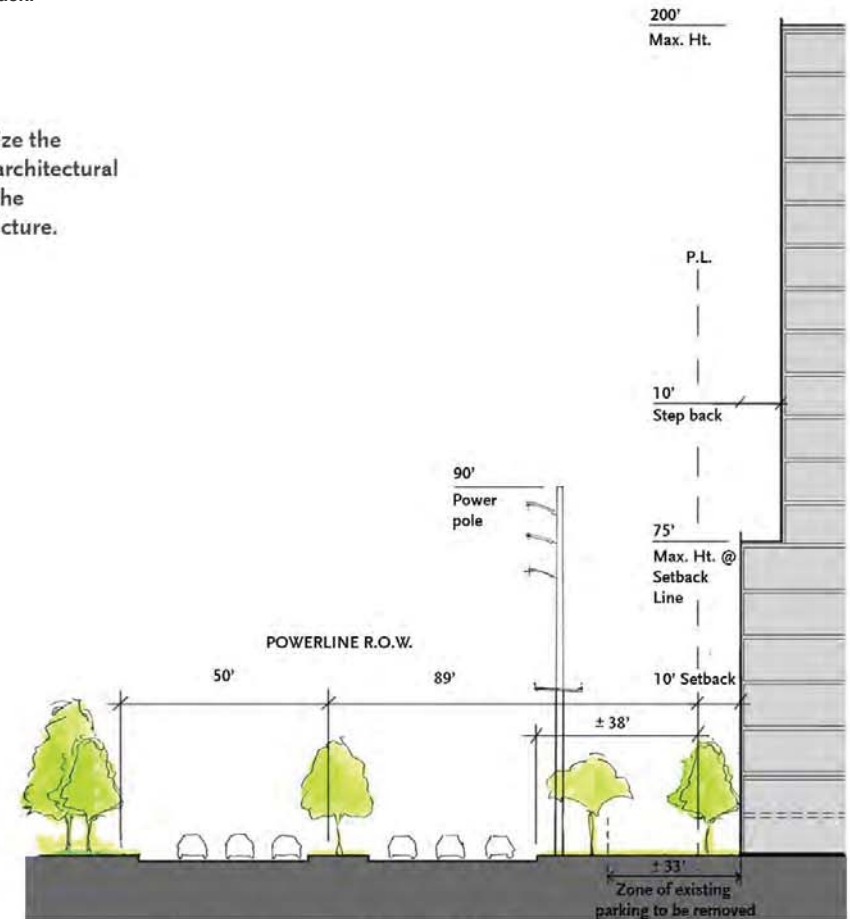 200'
Max. Ht.
ze the
architectural
he
cture.
P.L.
10'
Step back
90'
Power
pole
75'
Max. Ht. @
Setback
Line
POWERLINE R.O.W.
50'
89'
10' Setback
± 38'
± 33'
Zone of existing
parking to be removed